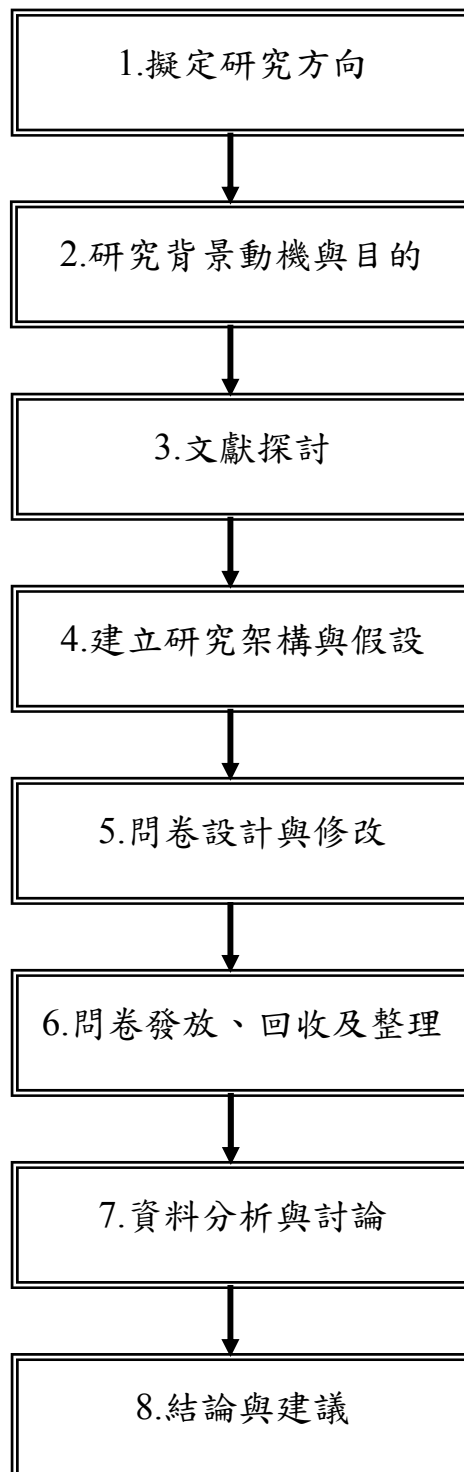 1.擬定研究方向
2.研究背景動機與目的
3.文獻探討
4.建立研究架構與假設
5.問卷設計與修改
6.問卷發放、回收及整理
7.資料分析與討論
8.結論與建議